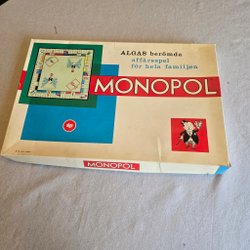 ALGAS berömda
affärsspel
för hela familjen
MONOPOL
MONOPOL